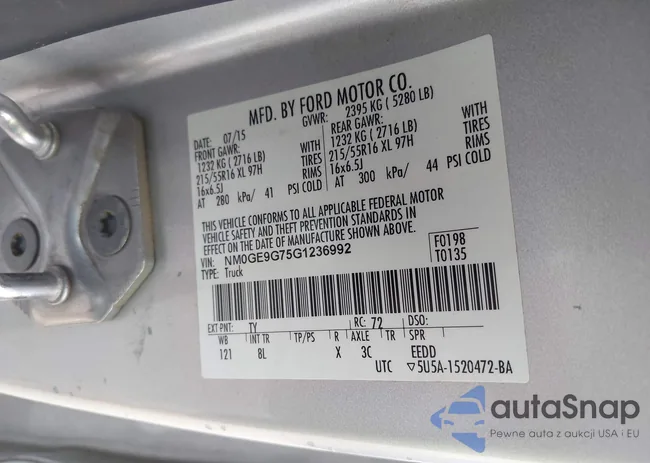 MFD. BY FORD MOTOR CO.
DATE: 07/15 GVWR: 2395 KG ( 5280 LB)
FRONT GAWR: REAR GAWR:
1232 KG (2716 LB) WITH 1232 KG (2716 LB) WITH
215/55R16 XL 97H TIRES 215/55R16 XL 97H TIRES
16x6.5J RIMS 16x6.5J RIMS
AT 280 kPa/ 41 PSI COLD AT 300 kPa/ 44 PSI COLD
THIS VEHICLE CONFORMS TO ALL APPLICABLE FEDERAL MOTOR
VEHICLE SAFETY AND THEFT PREVENTION STANDARDS IN
EFFECT ON THE DATE OF MANUFACTURE SHOWN ABOVE.
VIN: NM0GE9G75G1236992 F0198
TYPE: Truck T0135
EXT PNT: TY RC: 72 DSO:
WB INT TR TP/PS R AXLE TR SPR
121 BL X 3C EEDD
UTC ▽5U5A-1520472-BA
autaSnap
Pewne auta z aukcji USA i EU